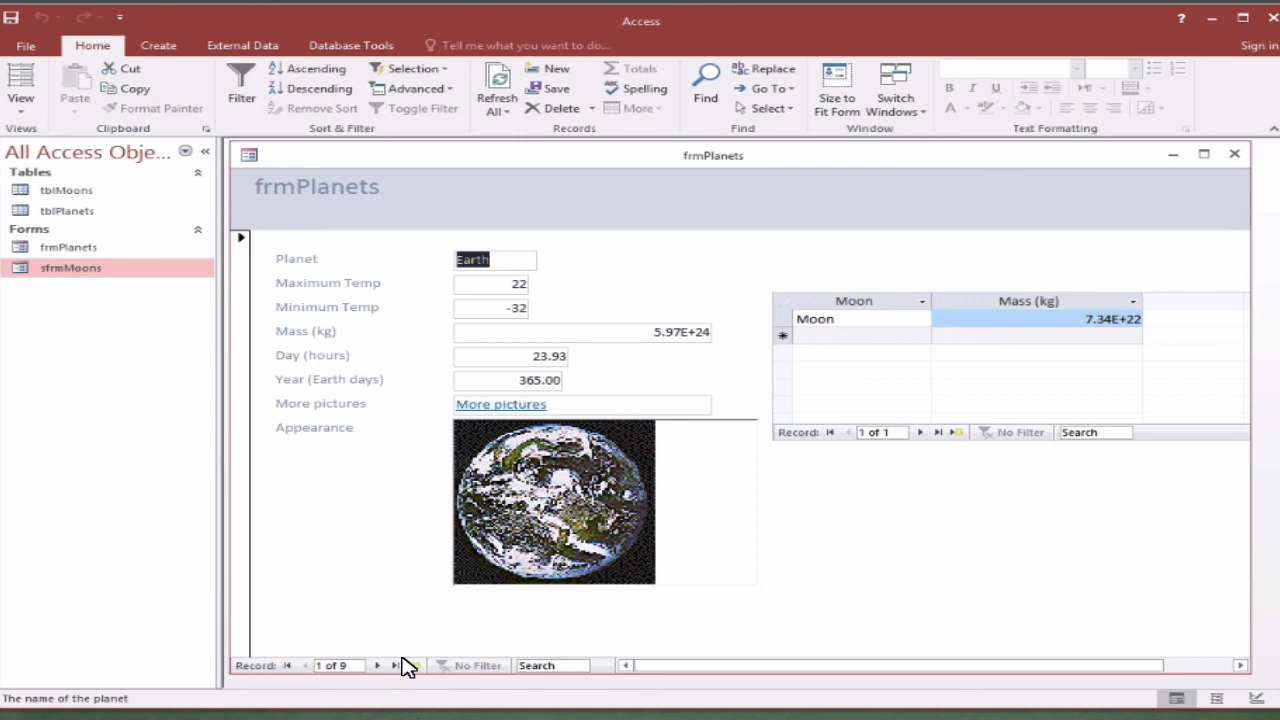 Access
?
Sign in
File Home Create External Data Database Tools Tell me what you want to do...
View
Views
Paste
Cut
Copy
Format Painter
Clipboard
Filter
Ascending
Descending
Remove Sort
Selection
Advanced
Toggle Filter
Sort & Filter
Refresh
All
New
Save
Delete
Totals
Spelling
More
Records
Find
Replace
Go To
Select
Find
Size to
Fit Form
Switch
Windows
Window
B I U
A
Text Formatting
All Access Obje... «
Tables
tblMoons
tblPlanets
Forms
frmPlanets
sfrmMoons
frmPlanets
frmPlanets
Planet Earth
Maximum Temp 22
Minimum Temp -32
Mass (kg) 5.97E+24
Day (hours) 23.93
Year (Earth days) 365.00
More pictures More pictures
Appearance
Moon Mass (kg)
Moon 7.34E+22
Record: 1 of 1 No Filter Search
Record: 1 of 9 No Filter Search
The name of the planet